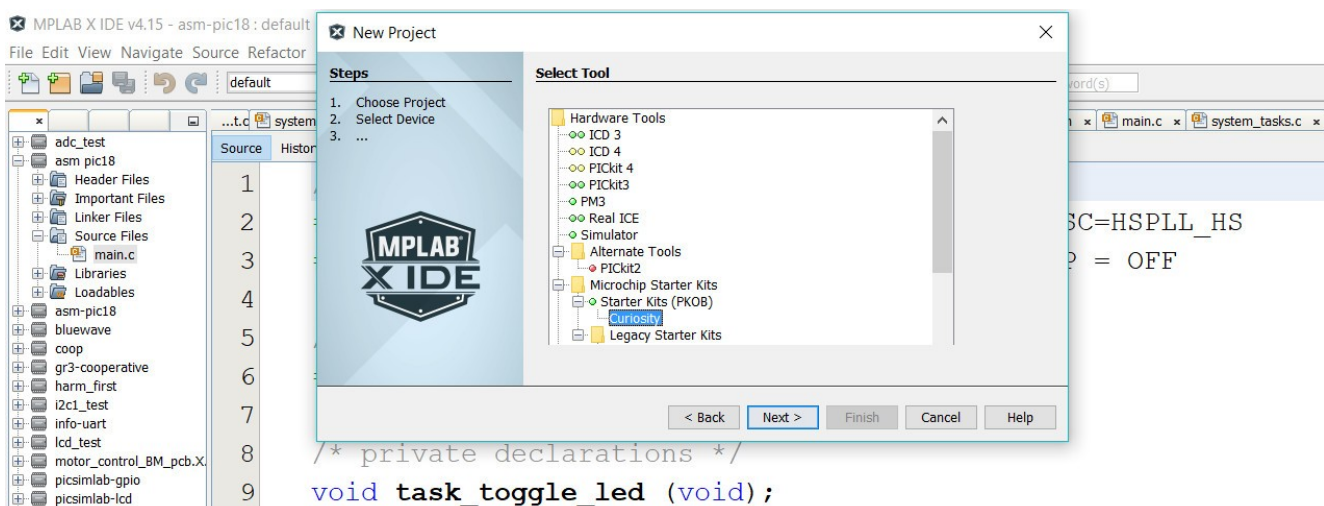 MPLAB X IDE v4.15 - asm-pic18 : default
File Edit View Navigate Source Refactor
default
New Project
Steps
1. Choose Project
2. Select Device
3. ...
MPLAB
X IDE
Select Tool
Hardware Tools
ICD 3
ICD 4
PICkit 4
PICkit3
PM3
Real ICE
Simulator
Alternate Tools
PICkit2
Microchip Starter Kits
Starter Kits (PKOB)
Curiosity
Legacy Starter Kits
< Back Next > Finish Cancel Help
word(s)
...t.c system
main.c x system_tasks.c x
Source Histor
adc_test
asm pic18
Header Files
Important Files
Linker Files
Source Files
main.c
Libraries
Loadables
asm-pic18
bluewave
coop
gr3-cooperative
harm_first
i2c1_test
info-uart
lcd_test
motor_control_BM_pcb.X.
picsimlab-gpio
picsimlab-lcd
1
2 SC=HSPLL_HS
3 = OFF
4
5
6
7
8 /* private declarations */
9 void task_toggle_led (void);